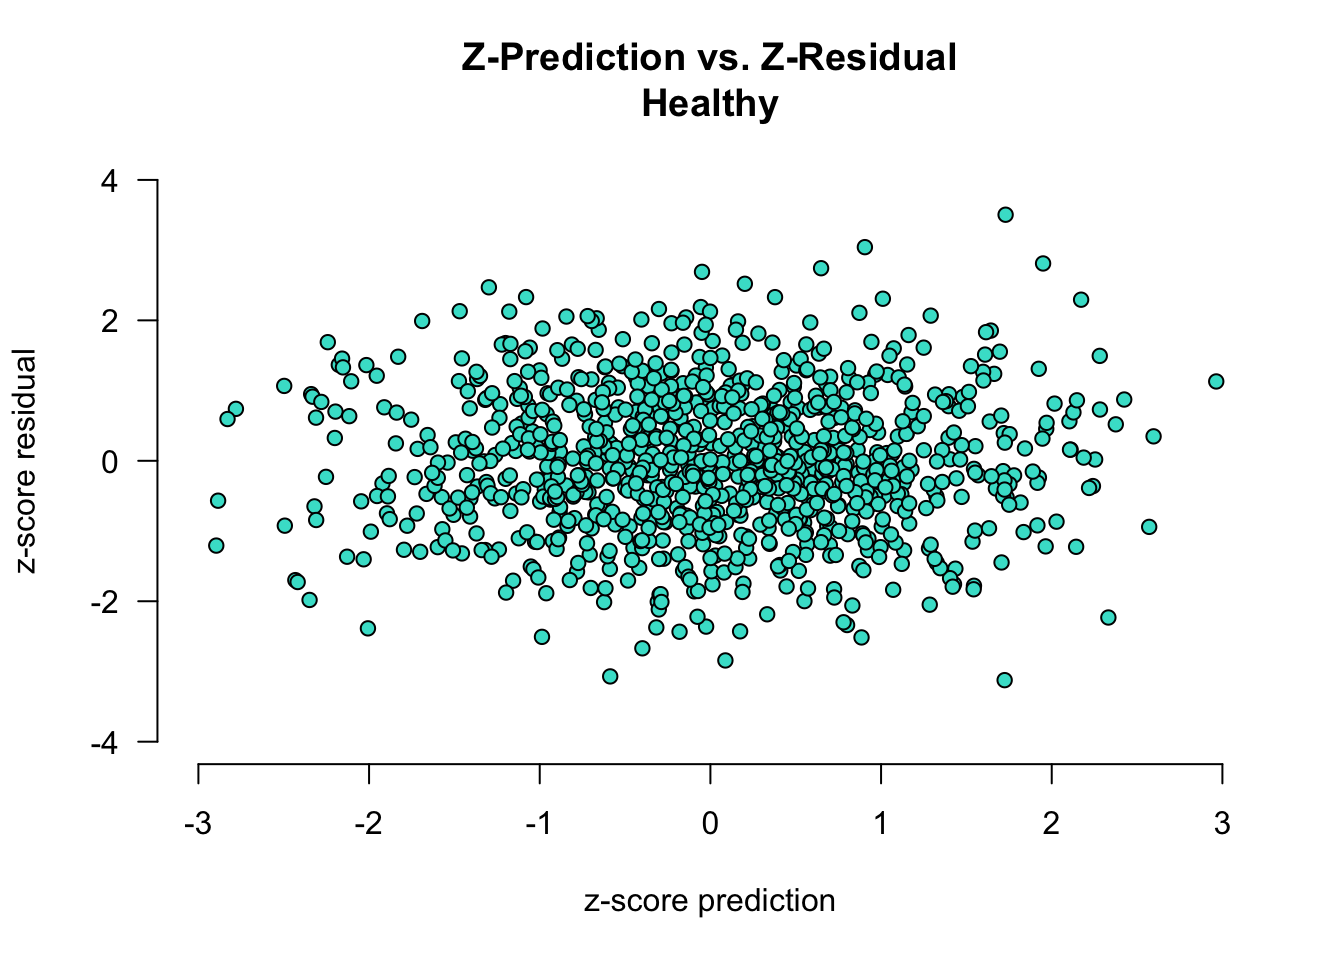 Z-Prediction vs. Z-Residual
Healthy
z-score residual
4
2
0
-2
-4
-3 -2 -1 0 1 2 3
z-score prediction